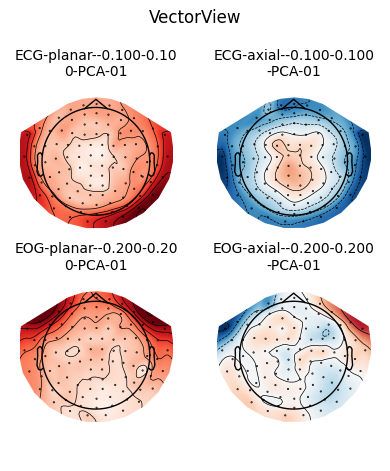 VectorView
ECG-planar--0.100-0.10
0-PCA-01
ECG-axial--0.100-0.100
-PCA-01
EOG-planar--0.200-0.20
0-PCA-01
EOG-axial--0.200-0.200
-PCA-01